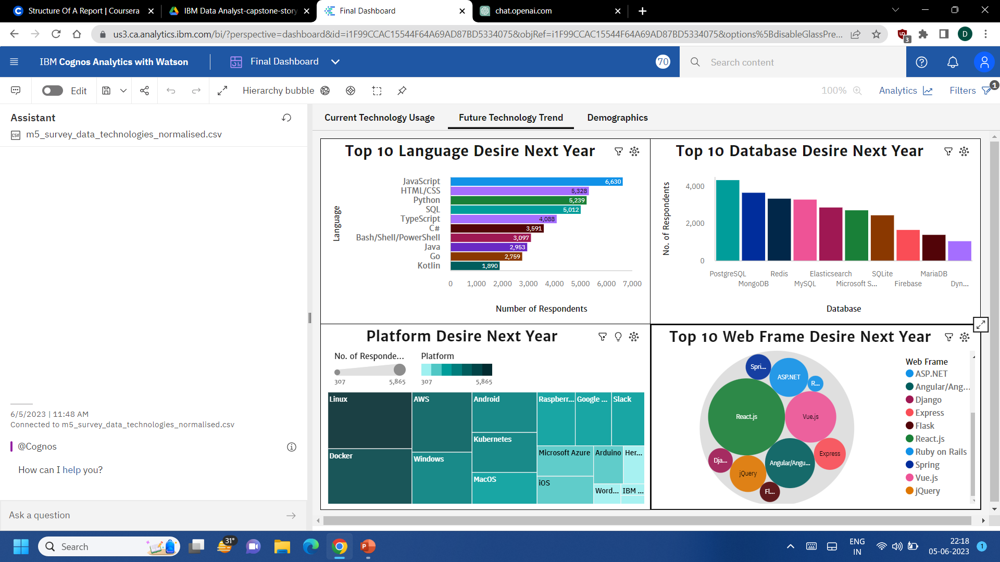 Structure Of A Report | Coursera
IBM Data Analyst-capstone-story
Final Dashboard
chat.openai.com
us3.ca.analytics.ibm.com/bi/?perspective=dashboard&id=i1F99CCAC15544F64A69AD87BD5334075&objRef=i1F99CCAC15544F64A69AD87BD5334075&options%5BdisableGlassPre...
3
D
IBM Cognos Analytics with Watson
Final Dashboard
70
Search content
Edit
Hierarchy bubble
100%
Analytics
Filters
1
Assistant
CSV
m5_survey_data_technologies_normalised.csv
6/5/2023 | 11:48 AM
Connected to m5_survey_data_technologies_normalised.csv
@Cognos
How can I help you?
Ask a question
Current Technology Usage
Future Technology Trend
Demographics
Top 10 Language Desire Next Year
Language
JavaScript 6,630
HTML/CSS 5,328
Python 5,239
SQL 5,012
TypeScript 4,088
C# 3,591
Bash/Shell/PowerShell 3,097
Java 2,953
Go 2,759
Kotlin 1,890
0 1,000 2,000 3,000 4,000 5,000 6,000 7,000
Number of Respondents
Top 10 Database Desire Next Year
No. of Respondents
4,000
2,000
0
PostgreSQL Redis Elasticsearch SQLite MariaDB
MongoDB MySQL Microsoft S... Firebase Dyn...
Database
Platform Desire Next Year
No. of Responde...
307 5,865
Platform
307 5,865
Linux
AWS
Android
Raspberr...
Google ...
Slack
Kubernetes
Docker
Windows
MacOS
Microsoft Azure
Arduino
Her...
iOS
Word...
IBM ...
Top 10 Web Frame Desire Next Year
Spri...
ASP.NET
R...
React.js
Vue.js
Dja...
jQuery
Angular/Angu...
Express
Fl...
Web Frame
ASP.NET
Angular/Ang...
Django
Express
Flask
React.js
Ruby on Rails
Spring
Vue.js
jQuery
Search
31°
ENG
IN
22:18
05-06-2023
1